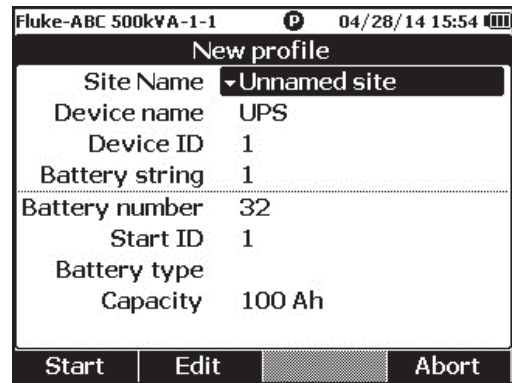 Fluke-ABC 500kVA-1-1 P 04/28/14 15:54
New profile
Site Name Unnamed site
Device name UPS
Device ID 1
Battery string 1
Battery number 32
Start ID 1
Battery type
Capacity 100 Ah
Start Edit Abort